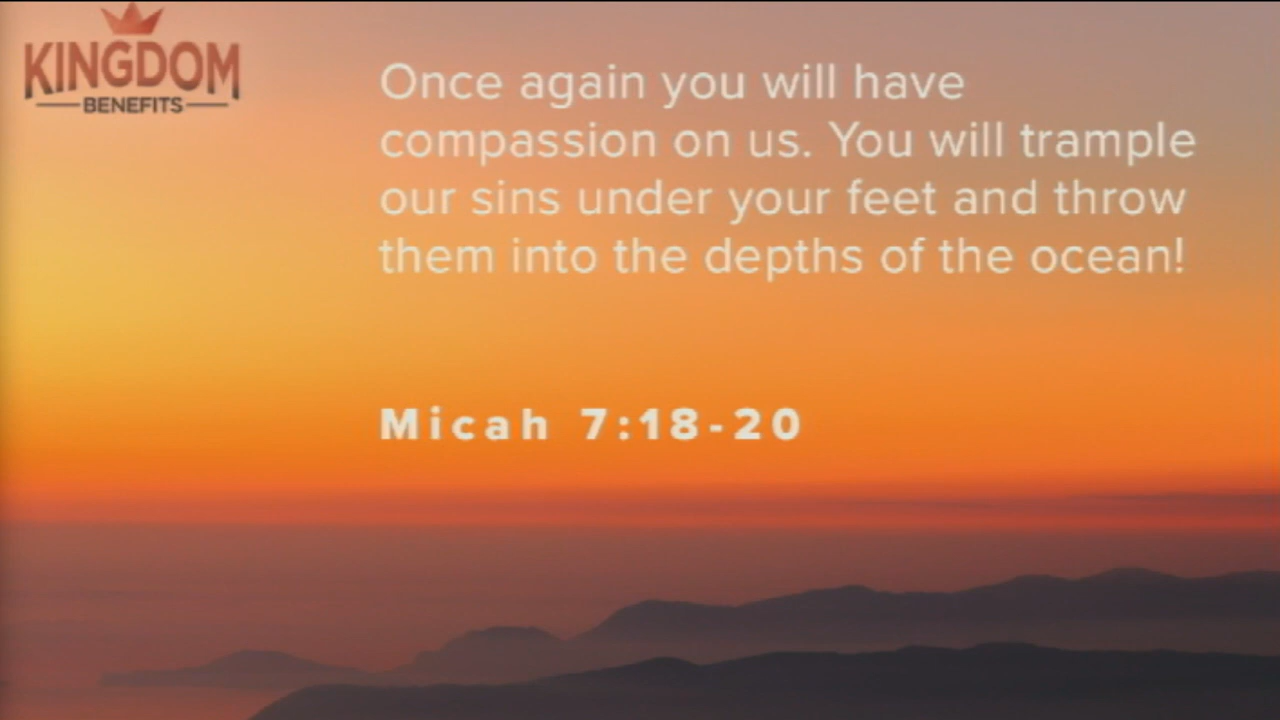 KINGDOM
BENEFITS
Once again you will have
compassion on us. You will trample
our sins under your feet and throw
them into the depths of the ocean!
Micah 7:18-20